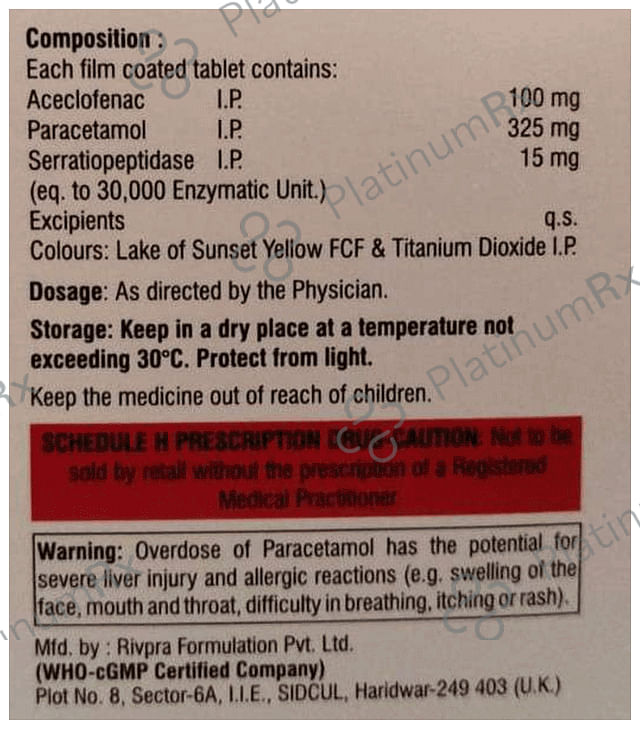 Composition :
Each film coated tablet contains:
Aceclofenac I.P. 100 mg
Paracetamol I.P. 325 mg
Serratiopeptidase I.P. 15 mg
(eq. to 30,000 Enzymatic Unit.)
Excipients q.s.
Colours: Lake of Sunset Yellow FCF & Titanium Dioxide I.P.
Dosage: As directed by the Physician.
Storage: Keep in a dry place at a temperature not
exceeding 30°C. Protect from light.
Keep the medicine out of reach of children.
SCHEDULE H PRESCRIPTION DRUG CAUTION: Not to be
sold by retail without the prescription of a Registered
Medical Practitioner
Warning: Overdose of Paracetamol has the potential for
severe liver injury and allergic reactions (e.g. swelling of the
face, mouth and throat, difficulty in breathing, itching or rash).
Mfd. by : Rivpra Formulation Pvt. Ltd.
(WHO-cGMP Certified Company)
Plot No. 8, Sector-6A, I.I.E., SIDCUL, Haridwar-249 403 (U.K.)
PlatinumRx
PlatinumRx